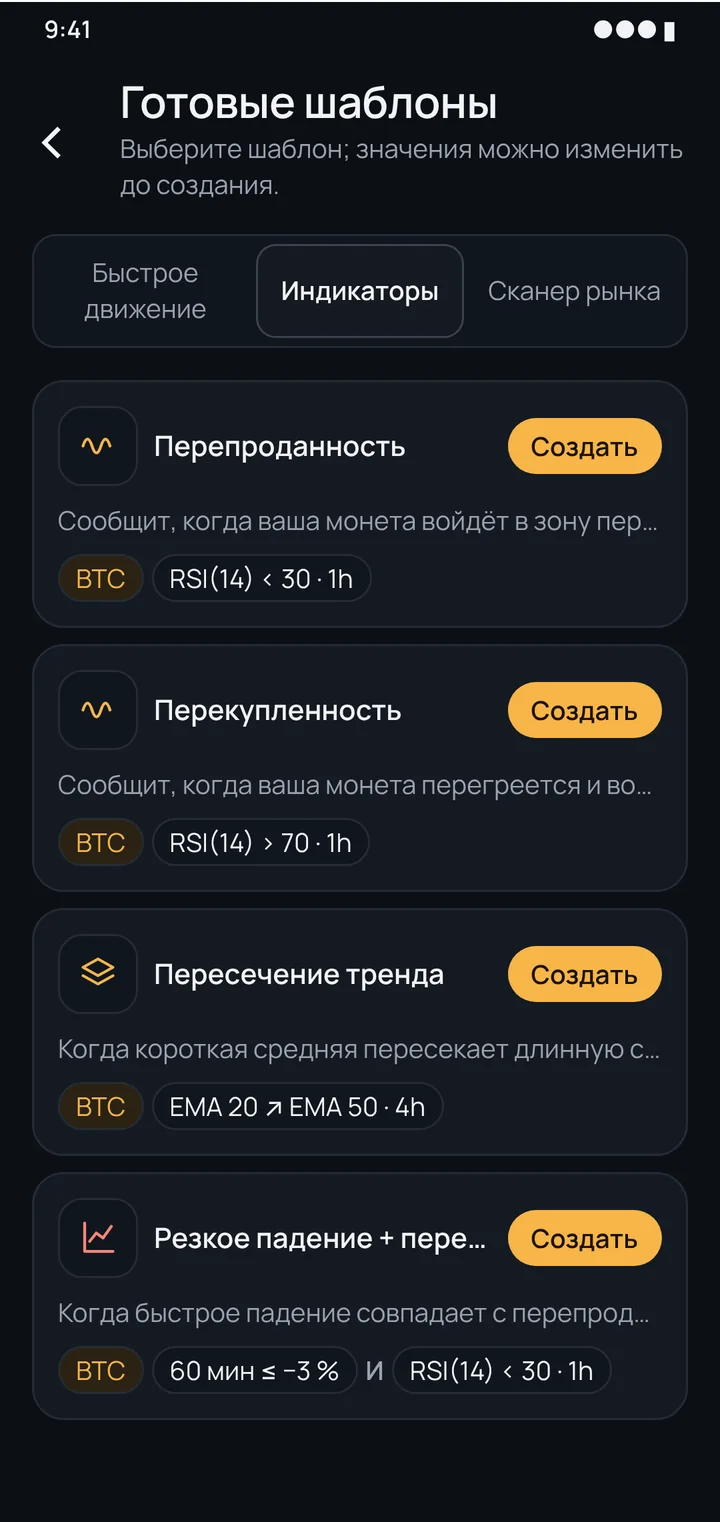 9:41
Готовые шаблоны
Выберите шаблон; значения можно изменить
до создания.
Быстрое
движение
Индикаторы
Сканер рынка
Перепроданность
Создать
Сообщит, когда ваша монета войдёт в зону пер...
BTC
RSI(14) < 30 · 1h
Перекупленность
Создать
Сообщит, когда ваша монета перегреется и во...
BTC
RSI(14) > 70 · 1h
Пересечение тренда
Создать
Когда короткая средняя пересекает длинную с...
BTC
EMA 20 ↗ EMA 50 · 4h
Резкое падение + пере...
Создать
Когда быстрое падение совпадает с перепрод...
BTC
60 мин ≤ −3 %
И
RSI(14) < 30 · 1h